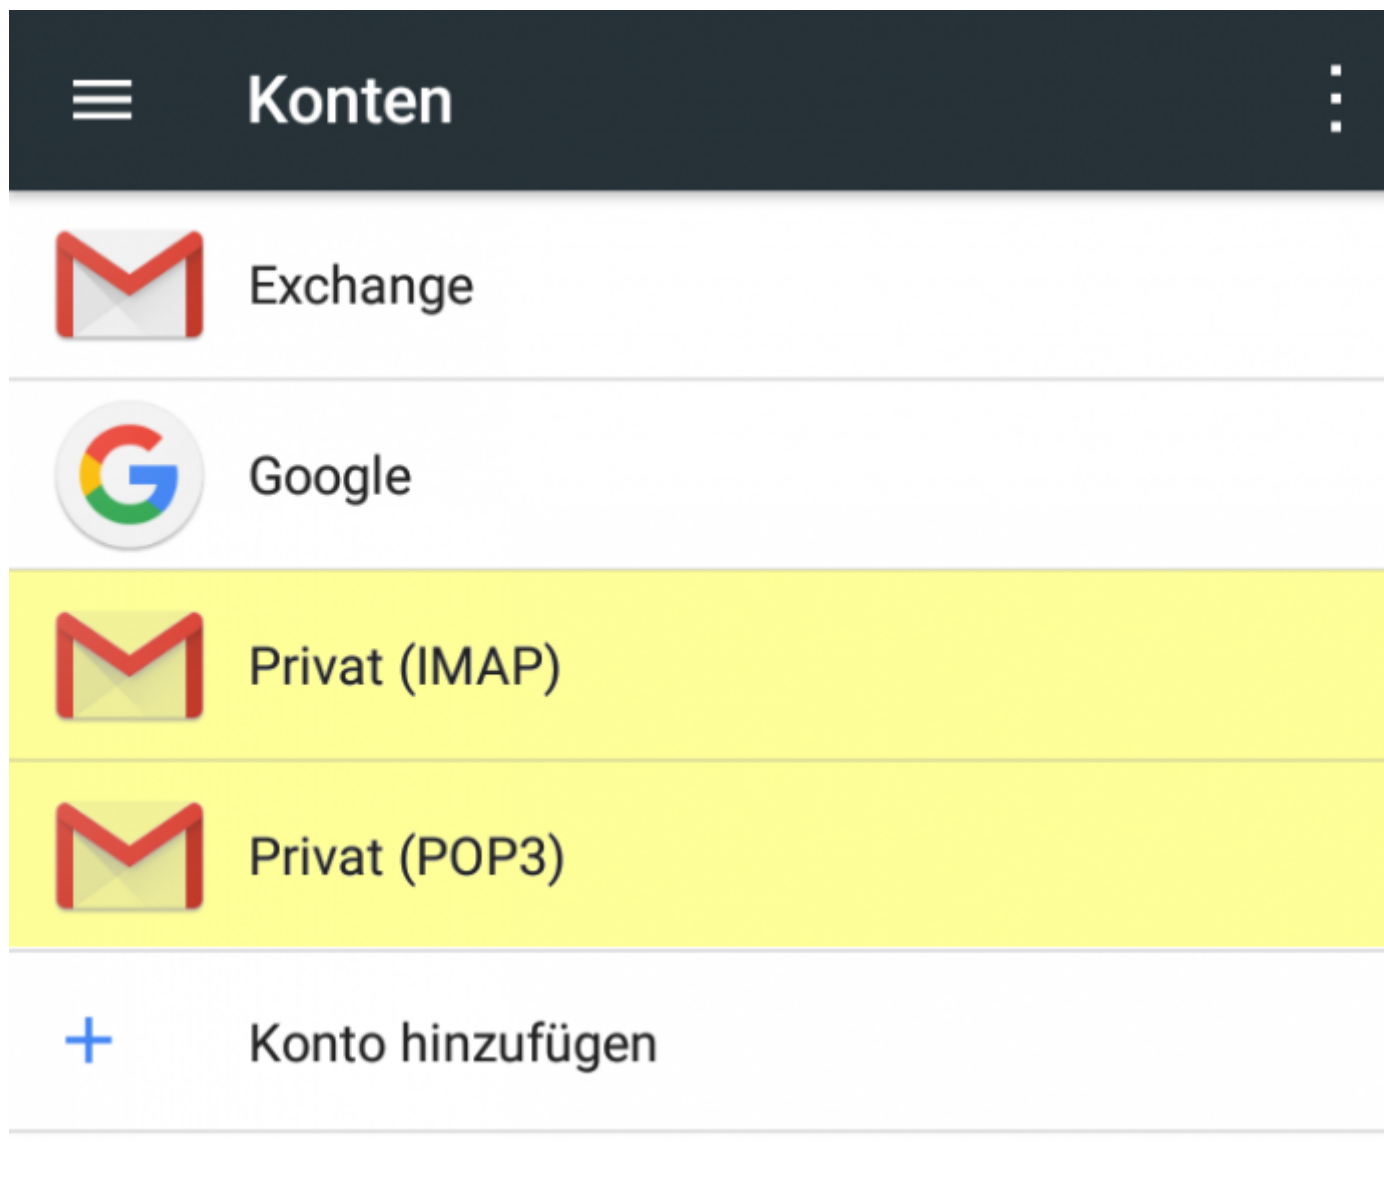 Konten
Exchange
Google
Privat (IMAP)
Privat (POP3)
Konto hinzufügen